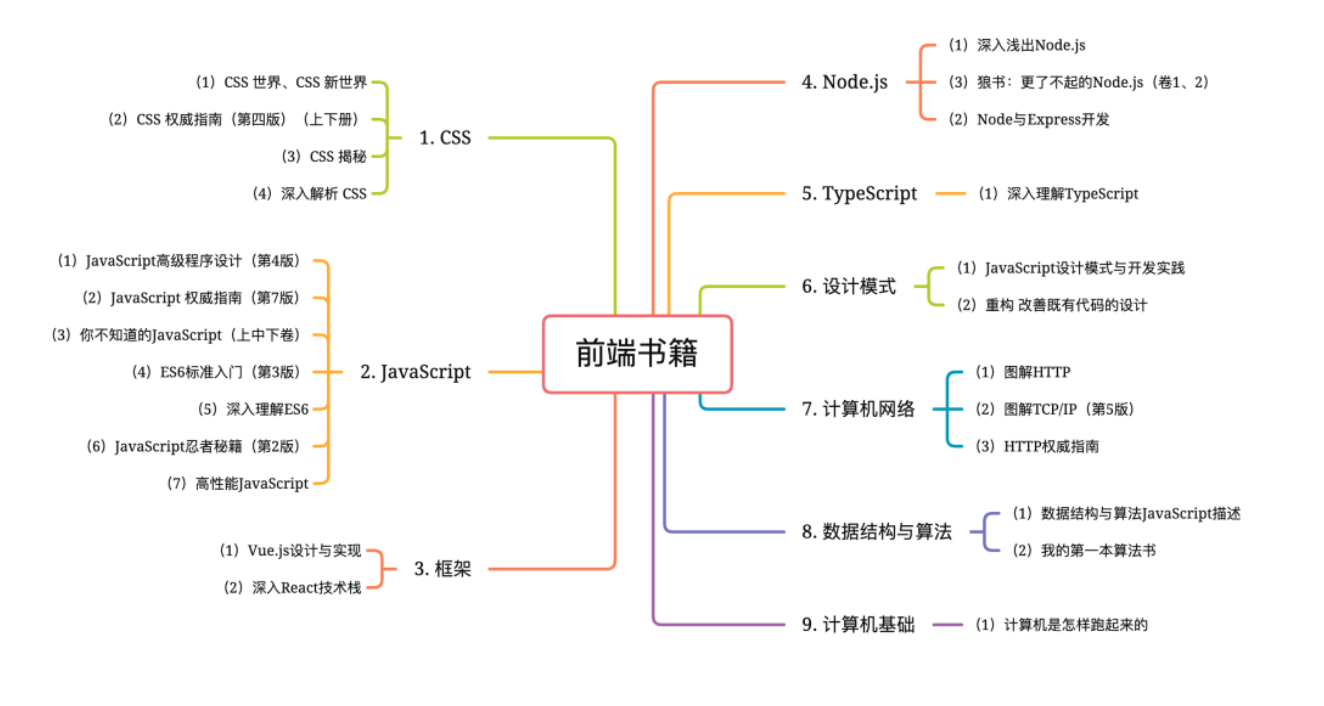 前端书籍
1. CSS
（1）CSS 世界、CSS 新世界
（2）CSS 权威指南（第四版）（上下册）
（3）CSS 揭秘
（4）深入解析 CSS
2. JavaScript
（1）JavaScript高级程序设计（第4版）
（2）JavaScript 权威指南（第7版）
（3）你不知道的JavaScript（上中下卷）
（4）ES6标准入门（第3版）
（5）深入理解ES6
（6）JavaScript忍者秘籍（第2版）
（7）高性能JavaScript
3. 框架
（1）Vue.js设计与实现
（2）深入React技术栈
4. Node.js
（1）深入浅出Node.js
（3）狼书：更了不起的Node.js（卷1、2）
（2）Node与Express开发
5. TypeScript
（1）深入理解TypeScript
6. 设计模式
（1）JavaScript设计模式与开发实践
（2）重构 改善既有代码的设计
7. 计算机网络
（1）图解HTTP
（2）图解TCP/IP（第5版）
（3）HTTP权威指南
8. 数据结构与算法
（1）数据结构与算法JavaScript描述
（2）我的第一本算法书
9. 计算机基础
（1）计算机是怎样跑起来的